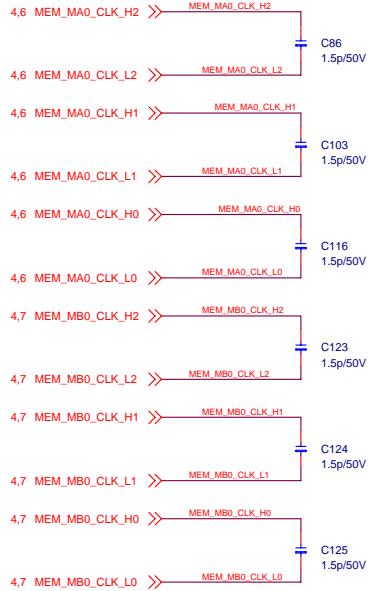 4,6 MEM_MA0_CLK_H2 MEM_MA0_CLK_H2
C86
1.5p/50V
4,6 MEM_MA0_CLK_L2 MEM_MA0_CLK_L2
4,6 MEM_MA0_CLK_H1 MEM_MA0_CLK_H1
C103
1.5p/50V
4,6 MEM_MA0_CLK_L1 MEM_MA0_CLK_L1
4,6 MEM_MA0_CLK_H0 MEM_MA0_CLK_H0
C116
1.5p/50V
4,6 MEM_MA0_CLK_L0 MEM_MA0_CLK_L0
4,7 MEM_MB0_CLK_H2 MEM_MB0_CLK_H2
C123
1.5p/50V
4,7 MEM_MB0_CLK_L2 MEM_MB0_CLK_L2
4,7 MEM_MB0_CLK_H1 MEM_MB0_CLK_H1
C124
1.5p/50V
4,7 MEM_MB0_CLK_L1 MEM_MB0_CLK_L1
4,7 MEM_MB0_CLK_H0 MEM_MB0_CLK_H0
C125
1.5p/50V
4,7 MEM_MB0_CLK_L0 MEM_MB0_CLK_L0